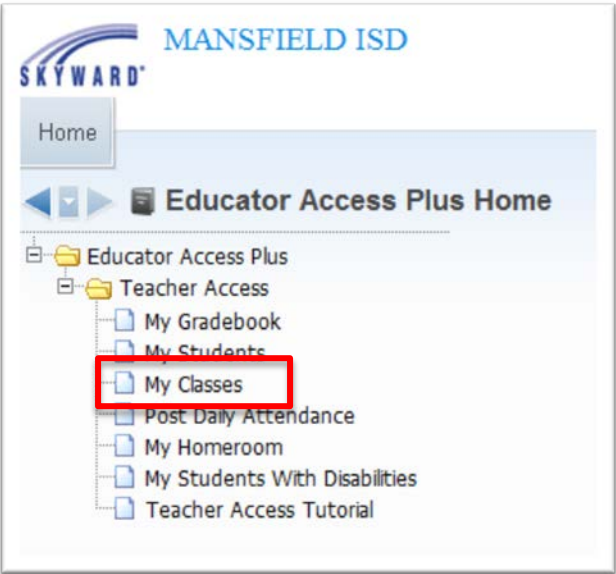 MANSFIELD ISD
SKYWARD®
Home
Educator Access Plus Home
Educator Access Plus
Teacher Access
My Gradebook
My Students
My Classes
Post Daily Attendance
My Homeroom
My Students With Disabilities
Teacher Access Tutorial